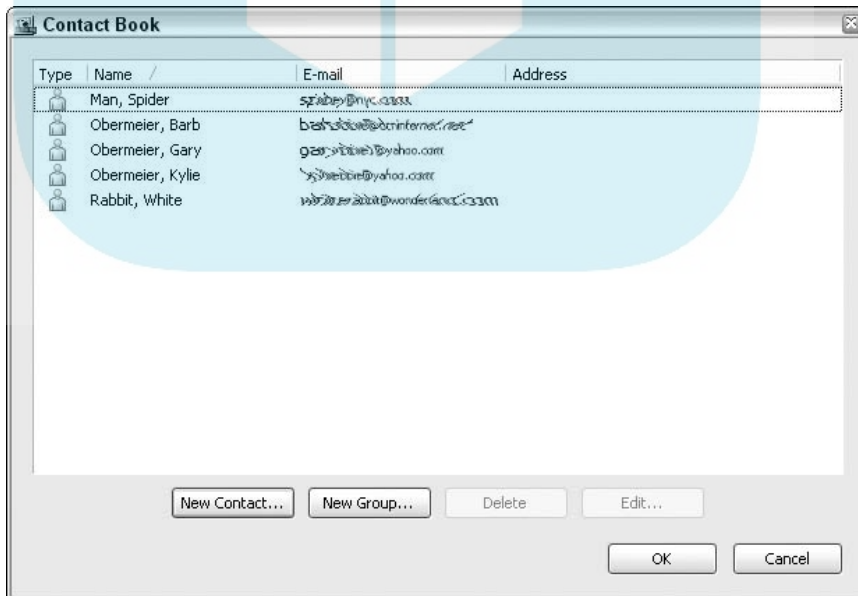 Contact Book
Type Name E-mail Address
Man, Spider
Obermeier, Barb
Obermeier, Gary
Obermeier, Kylie
Rabbit, White
New Contact... New Group... Delete Edit...
OK Cancel